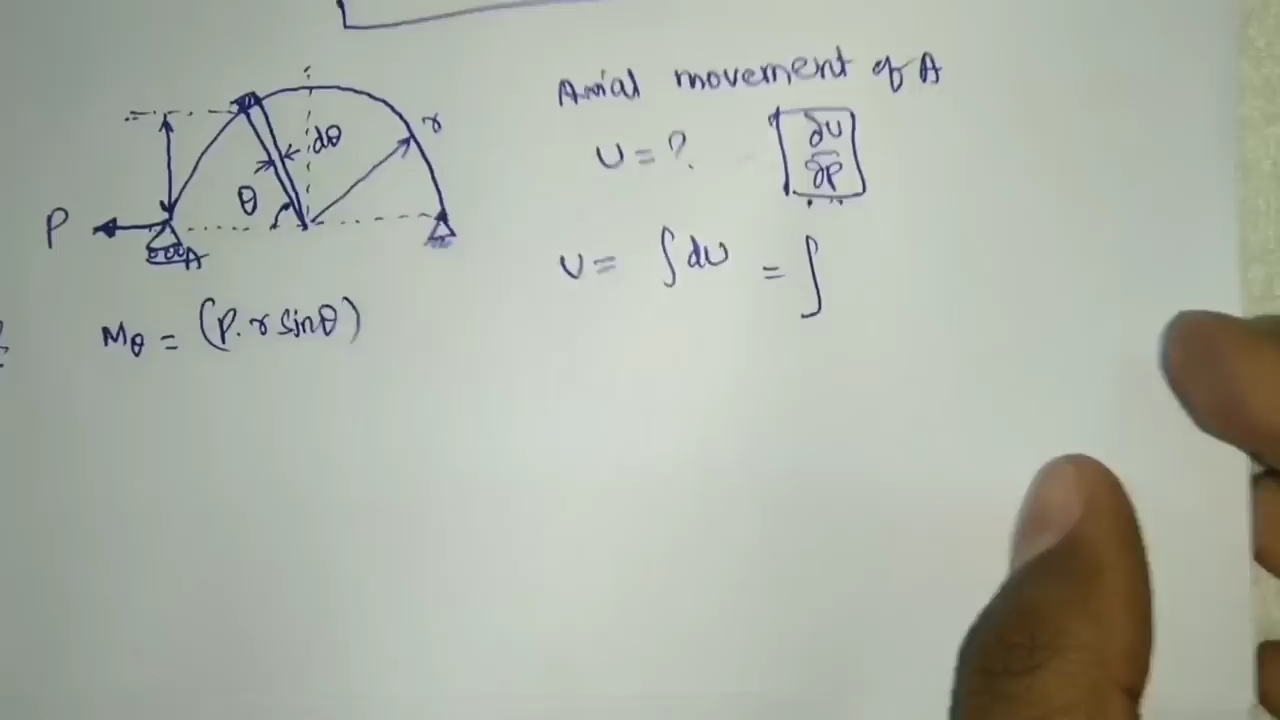 Axial movement of A
U = ?
∂U
∂P
U = ∫ dU = ∫
r
dθ
θ
P
A
Mθ = (P. r sinθ)